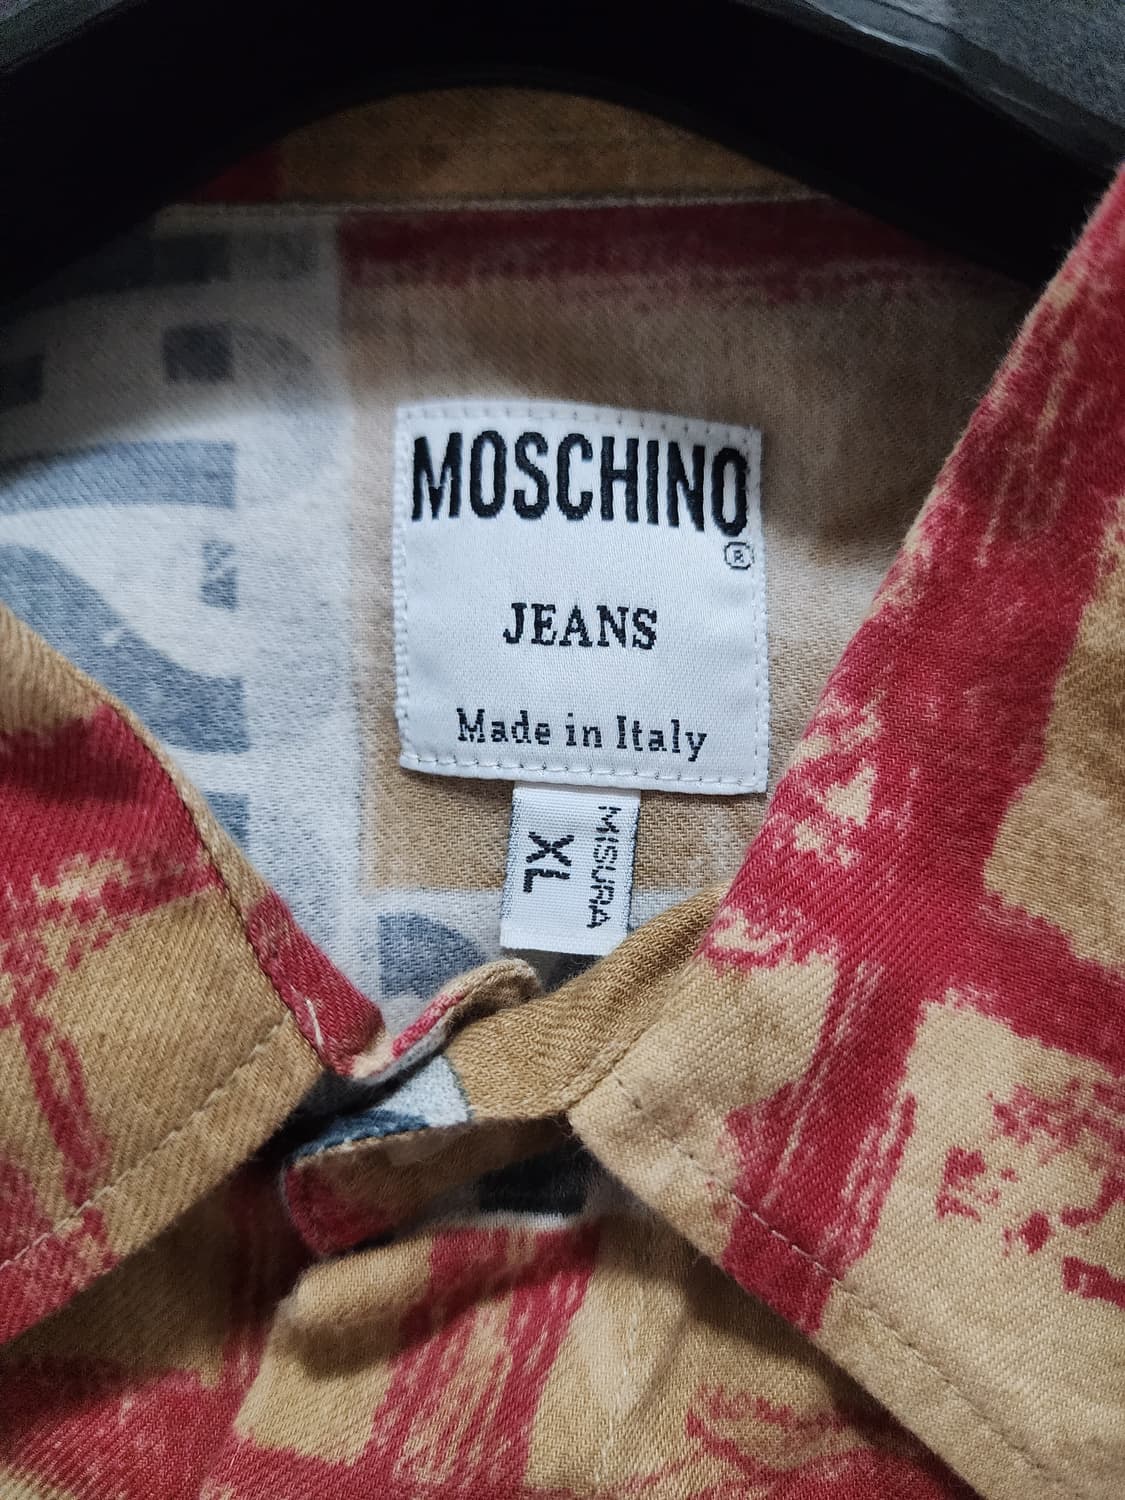 MOSCHINO
®
JEANS
Made in Italy
MISURA
XL